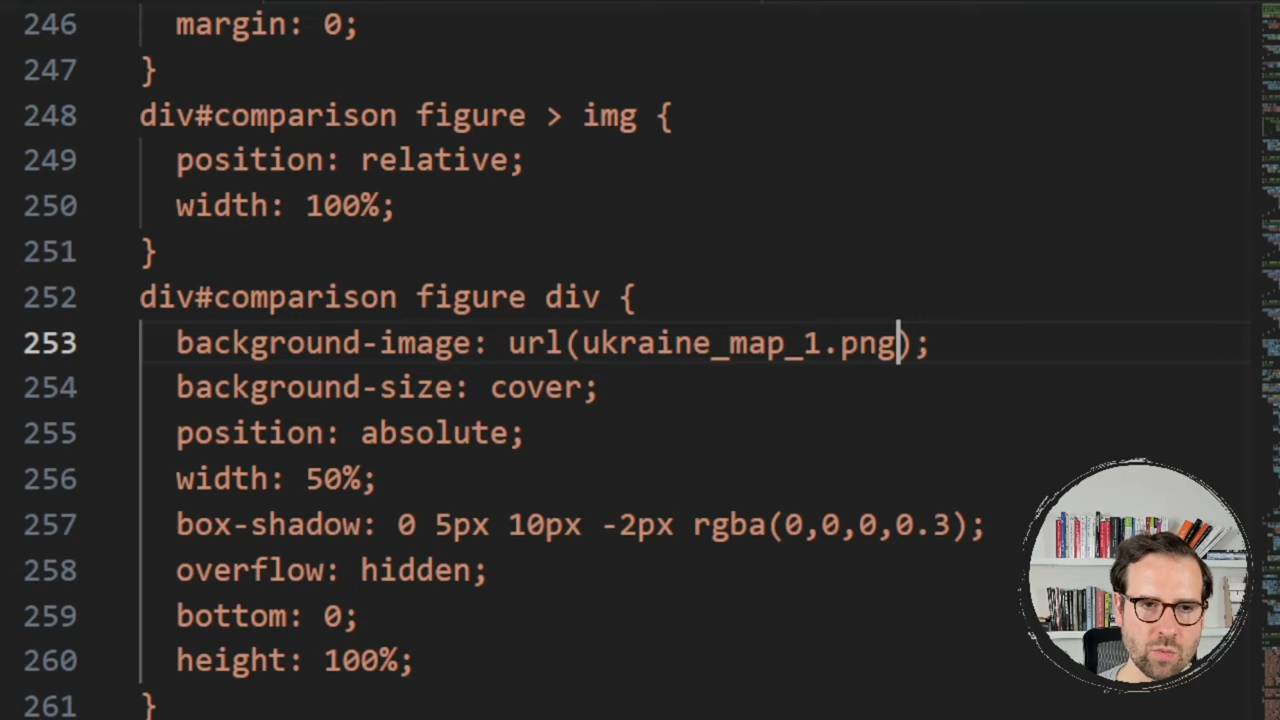 246 margin: 0;
247 }
248 div#comparison figure > img {
249 position: relative;
250 width: 100%;
251 }
252 div#comparison figure div {
253 background-image: url(ukraine_map_1.png);
254 background-size: cover;
255 position: absolute;
256 width: 50%;
257 box-shadow: 0 5px 10px -2px rgba(0,0,0,0.3);
258 overflow: hidden;
259 bottom: 0;
260 height: 100%;
261 }